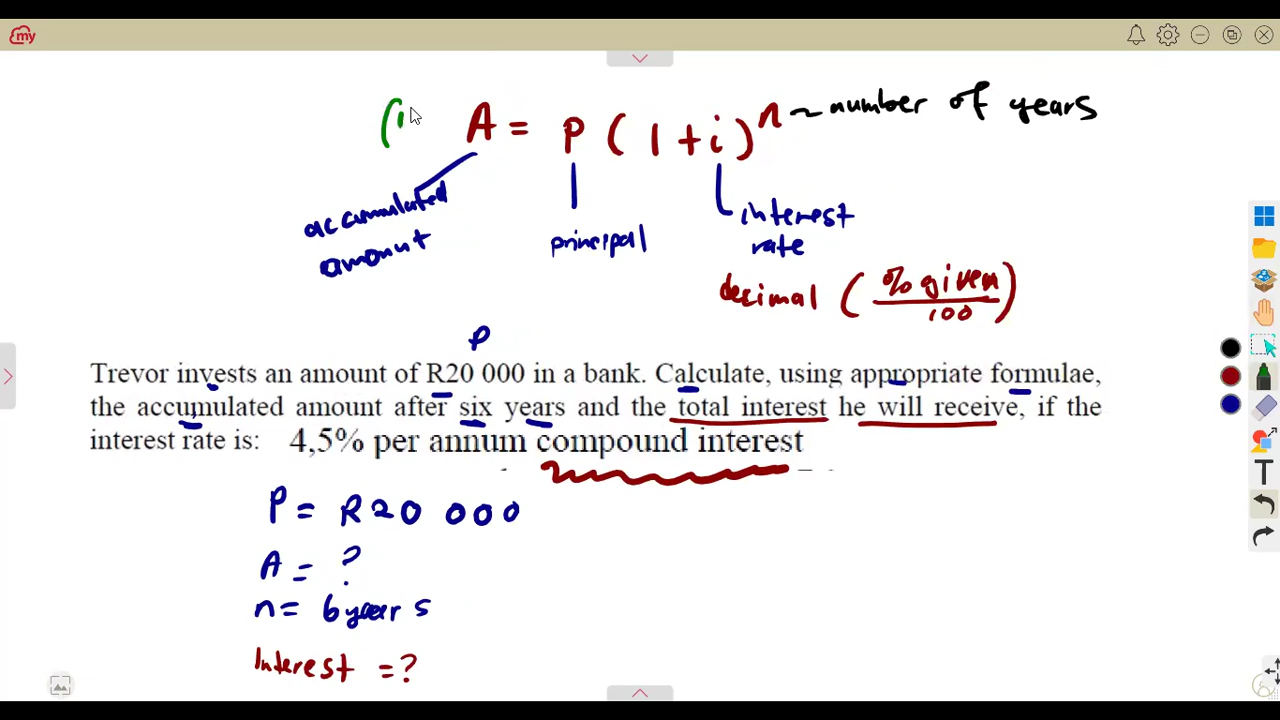 my
(i
A = P (1 + i)^n ~ number of years
accumulated
amount
principal
interest
rate
decimal ( % given / 100 )
P
Trevor invests an amount of R20 000 in a bank. Calculate, using appropriate formulae,
the accumulated amount after six years and the total interest he will receive, if the
interest rate is: 4,5% per annum compound interest
P = R20 000
A = ?
n = 6 years
Interest = ?